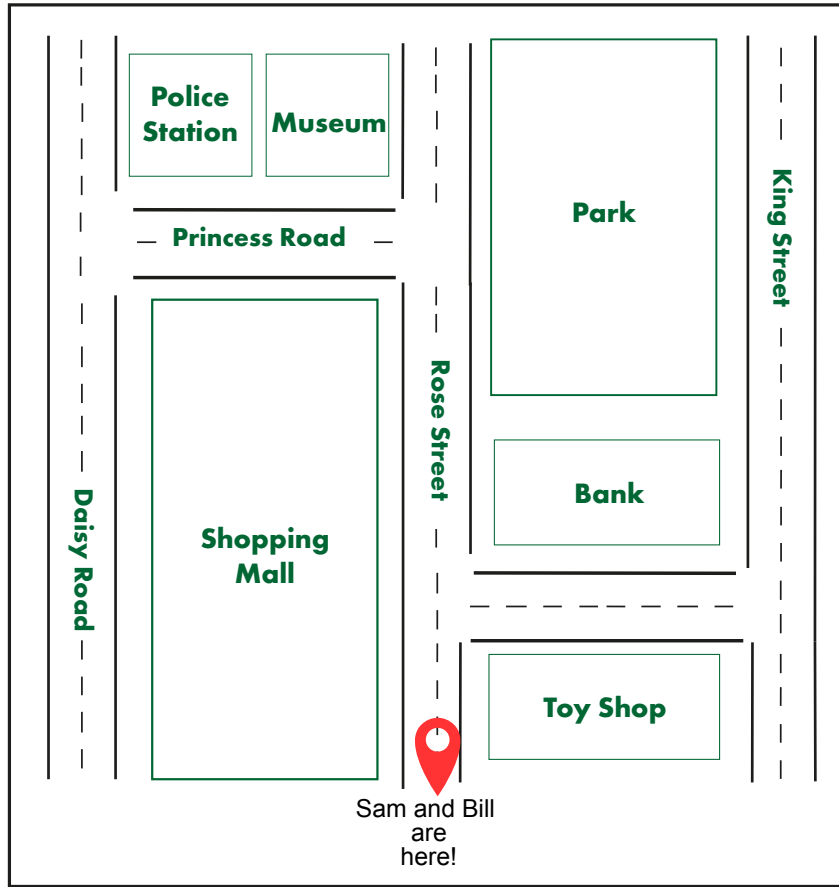 Police
Station
Museum
Park
King Street
Princess Road
Rose Street
Bank
Daisy Road
Shopping
Mall
Toy Shop
Sam and Bill
are
here!